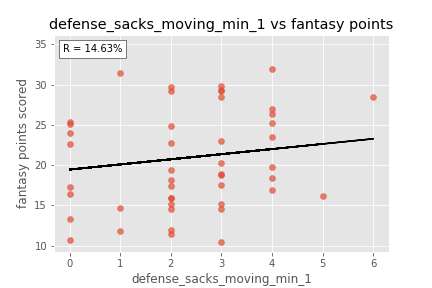 defense_sacks_moving_min_1 vs fantasy points
R = 14.63%
35
30
25
20
15
10
fantasy points scored
0 1 2 3 4 5 6
defense_sacks_moving_min_1